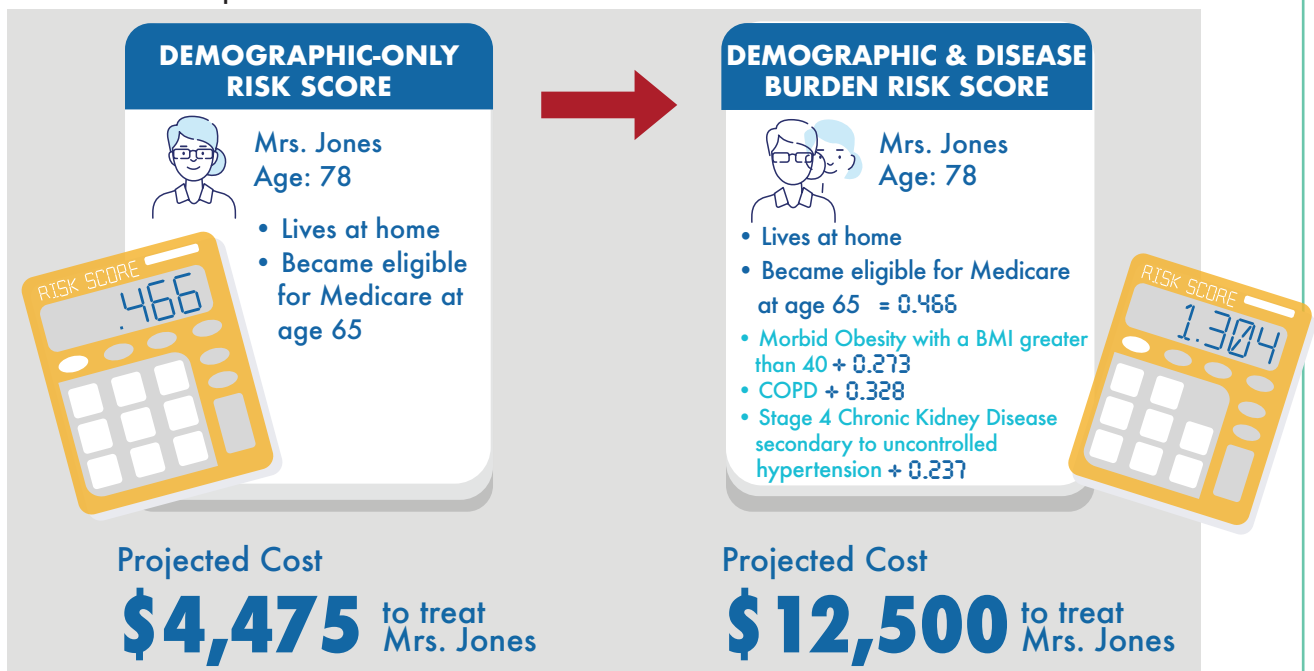 DEMOGRAPHIC-ONLY
RISK SCORE
Mrs. Jones
Age: 78
• Lives at home
• Became eligible
for Medicare at
age 65
RISK SCORE
.466
Projected Cost
$4,475 to treat
Mrs. Jones
DEMOGRAPHIC & DISEASE
BURDEN RISK SCORE
Mrs. Jones
Age: 78
• Lives at home
• Became eligible for Medicare
at age 65 = 0.466
• Morbid Obesity with a BMI greater
than 40 + 0.273
• COPD + 0.328
• Stage 4 Chronic Kidney Disease
secondary to uncontrolled
hypertension + 0.237
RISK SCORE
1.304
Projected Cost
$12,500 to treat
Mrs. Jones